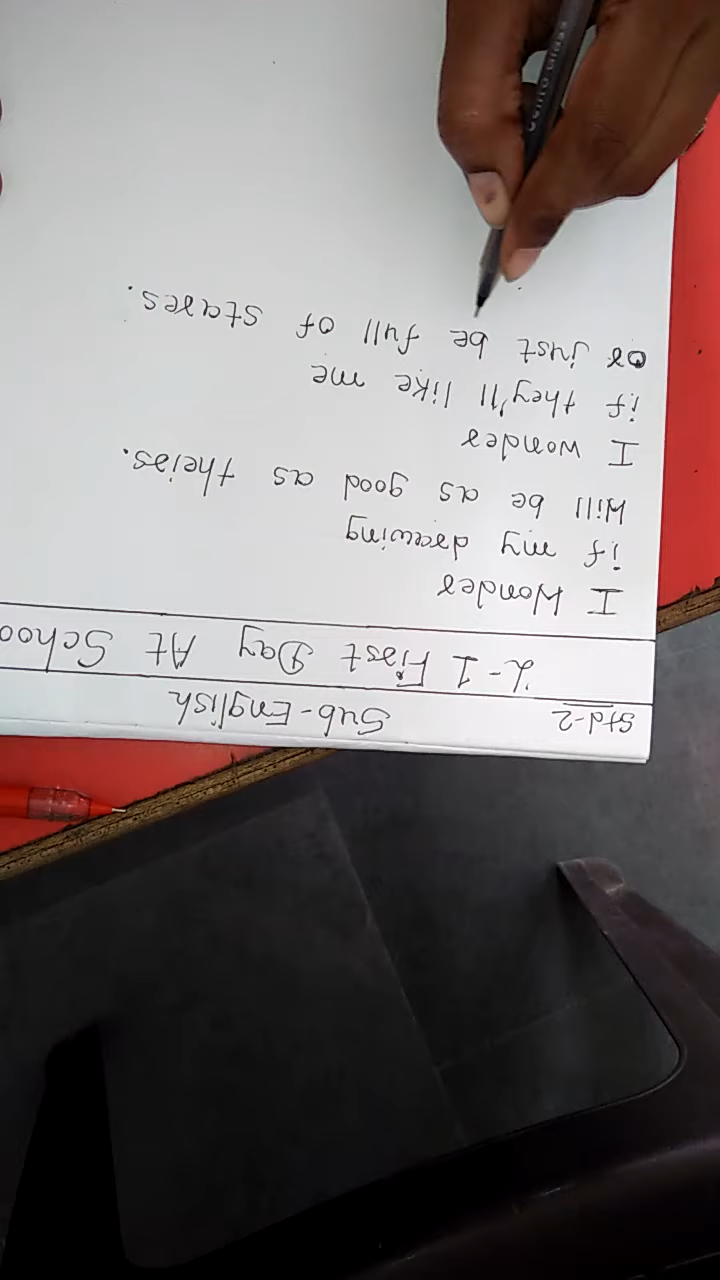 Std-2 Sub-English
L-1 First Day At Schoo
I Wonder
if my drawing
Will be as good as theirs.
I wonder
if they'll like me
or just be full of stares.